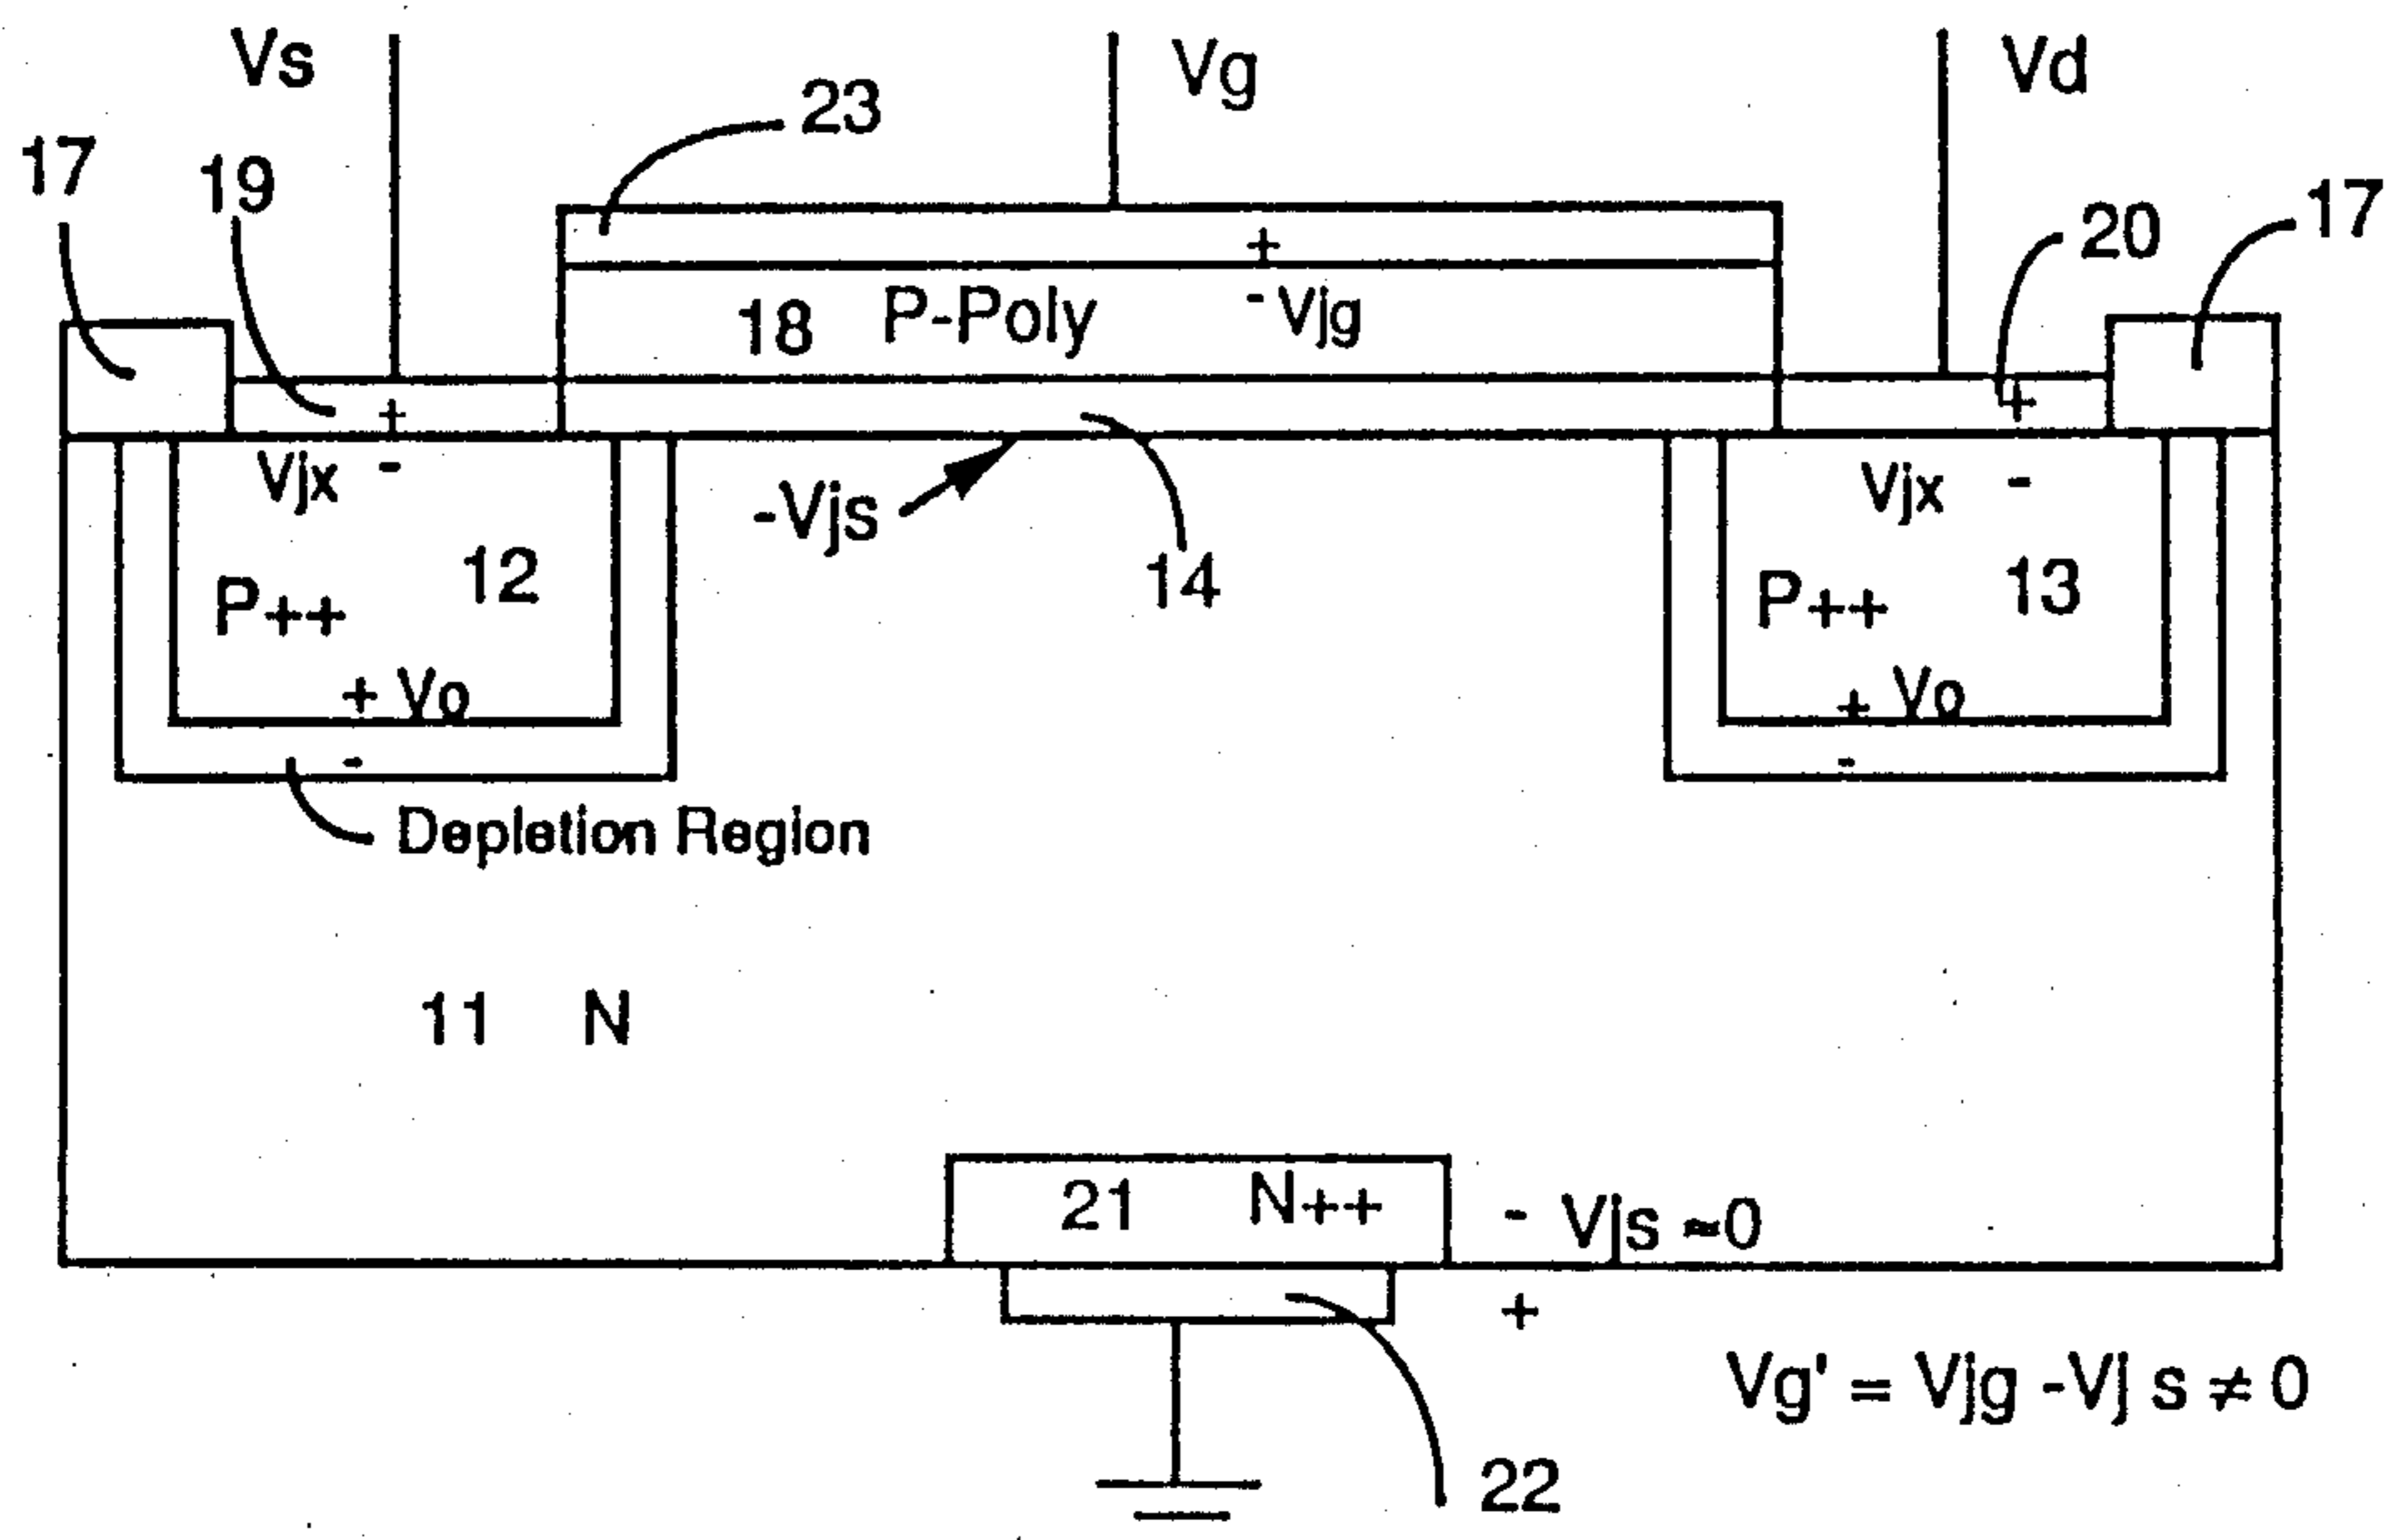 Vs
Vg
Vd
23
17
19
20
17
+
18 P-Poly - Vjg
+
+
Vjx -
-Vjs
Vjx -
12
14
13
P++
P++
+ Vo
+ Vo
-
-
Depletion Region
11 N
21 N++
- Vjs ≈0
+
Vg' = Vjg -Vj s ≠ 0
22